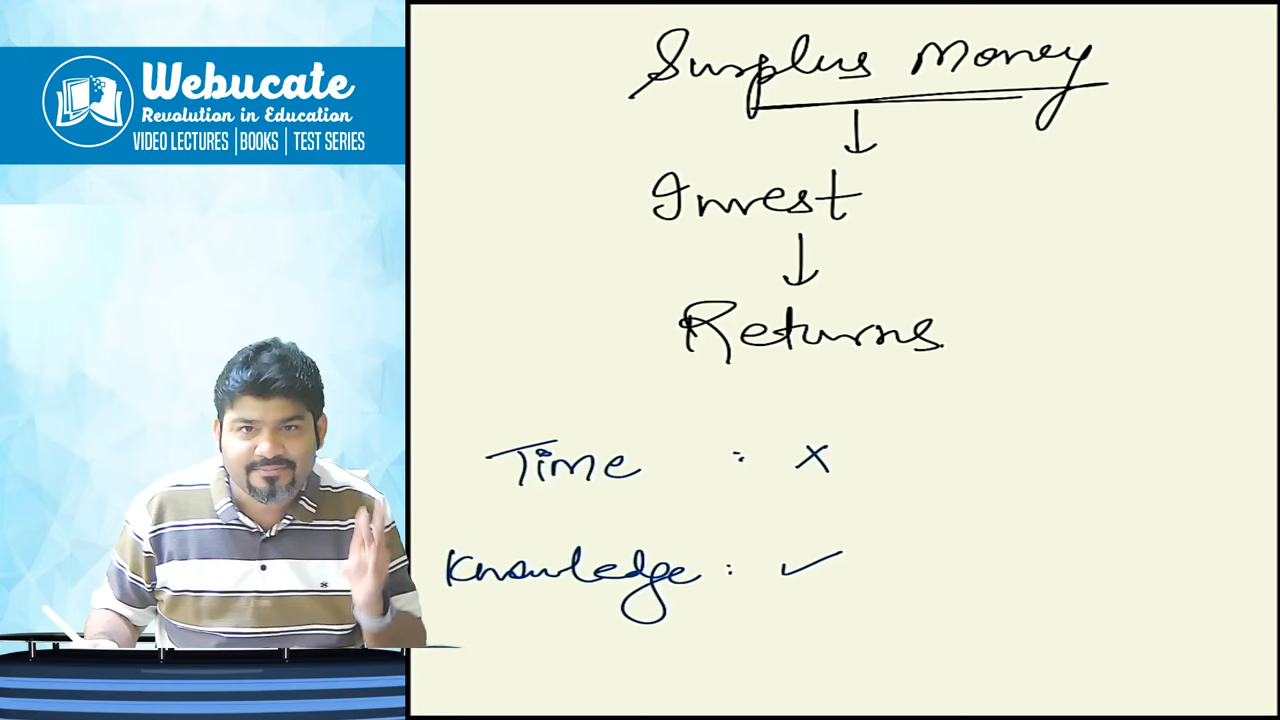 Webucate
Revolution in Education
VIDEO LECTURES | BOOKS | TEST SERIES
Surplus Money
↓
Invest
↓
Returns
Time : ×
Knowledge : ✓